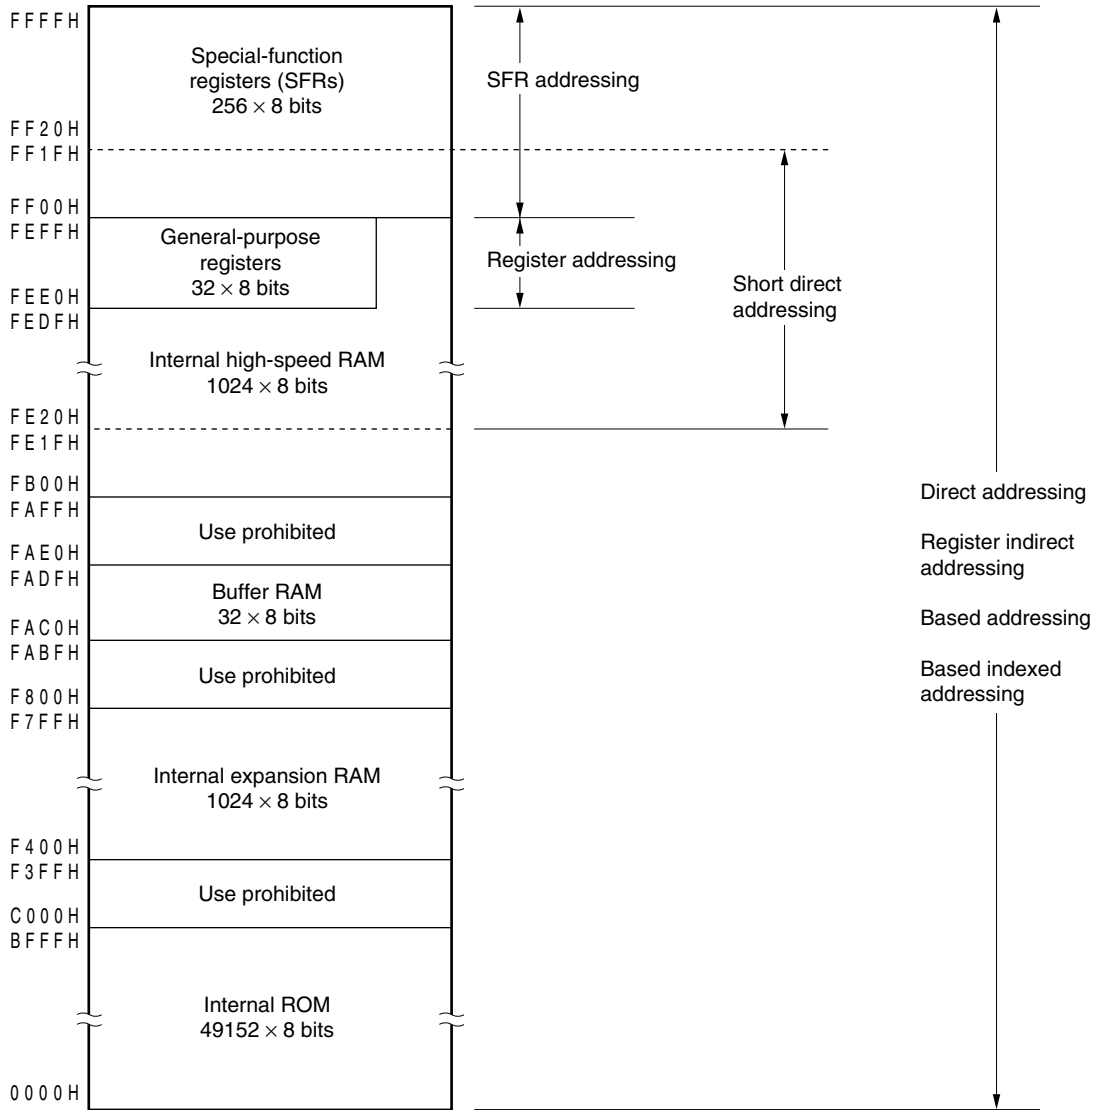 FFFFH
Special-function
registers (SFRs)
256 × 8 bits
SFR addressing
FF20H
FF1FH
FF00H
FEFFH
General-purpose
registers
32 × 8 bits
Register addressing
Short direct
addressing
FEE0H
FEDFH
Internal high-speed RAM
1024 × 8 bits
FE20H
FE1FH
FB00H
FAFFH
Use prohibited
Direct addressing
Register indirect
addressing
Based addressing
Based indexed
addressing
FAE0H
FADFH
Buffer RAM
32 × 8 bits
FAC0H
FABFH
Use prohibited
F800H
F7FFH
Internal expansion RAM
1024 × 8 bits
F400H
F3FFH
Use prohibited
C000H
BFFFH
Internal ROM
49152 × 8 bits
0000H